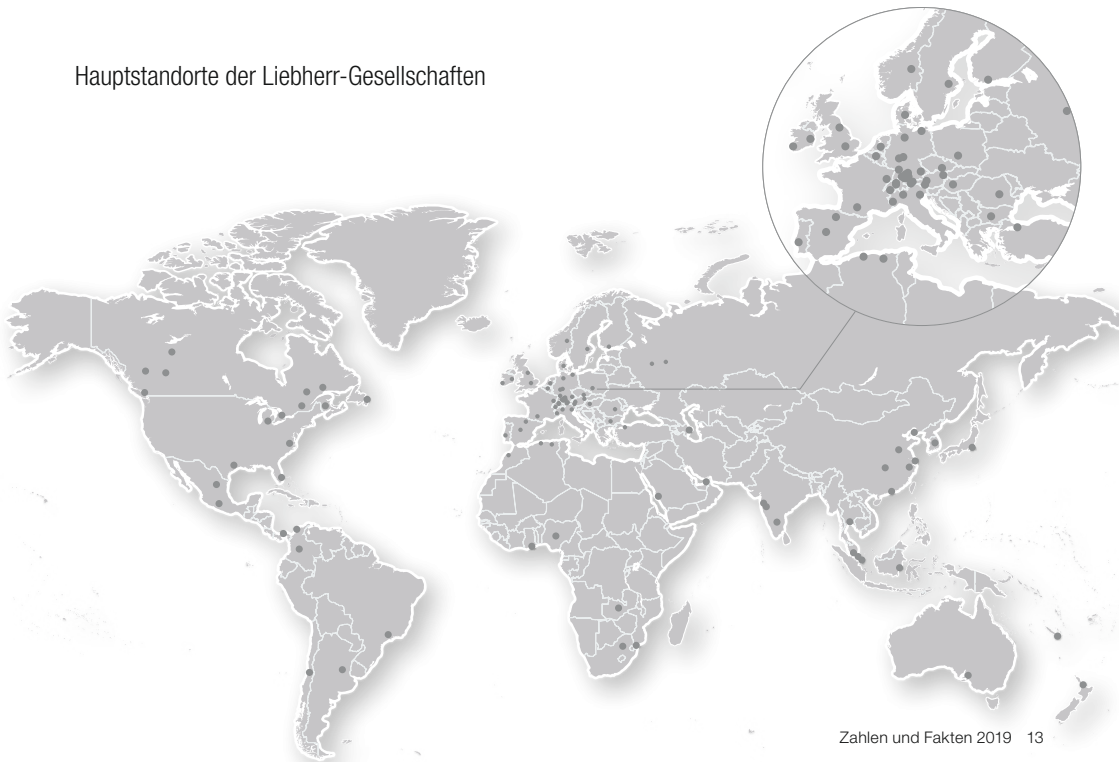 Hauptstandorte der Liebherr-Gesellschaften
Zahlen und Fakten 2019 13